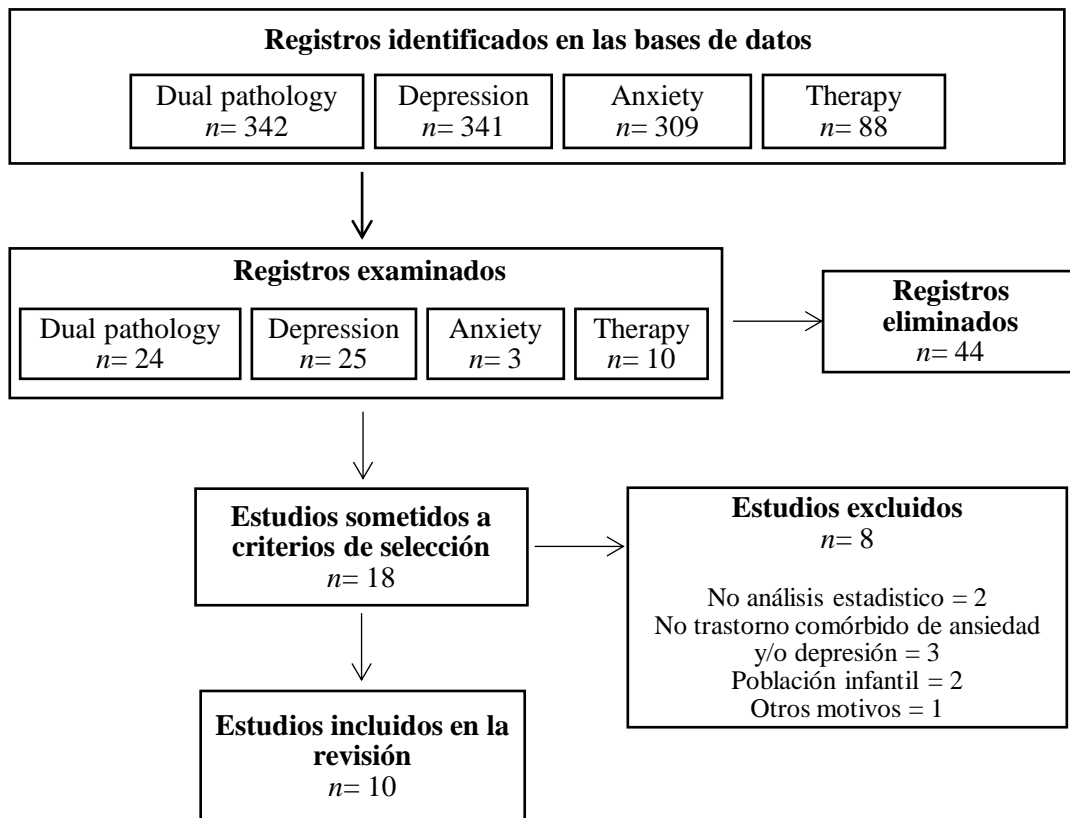 Registros identificados en las bases de datos
Dual pathology
n= 342
Depression
n= 341
Anxiety
n= 309
Therapy
n= 88
Registros examinados
Dual pathology
n= 24
Depression
n= 25
Anxiety
n= 3
Therapy
n= 10
Registros
eliminados
n= 44
Estudios sometidos a
criterios de selección
n= 18
Estudios excluidos
n= 8
No análisis estadistico = 2
No trastorno comórbido de ansiedad
y/o depresión = 3
Población infantil = 2
Otros motivos = 1
Estudios incluidos en la
revisión
n= 10